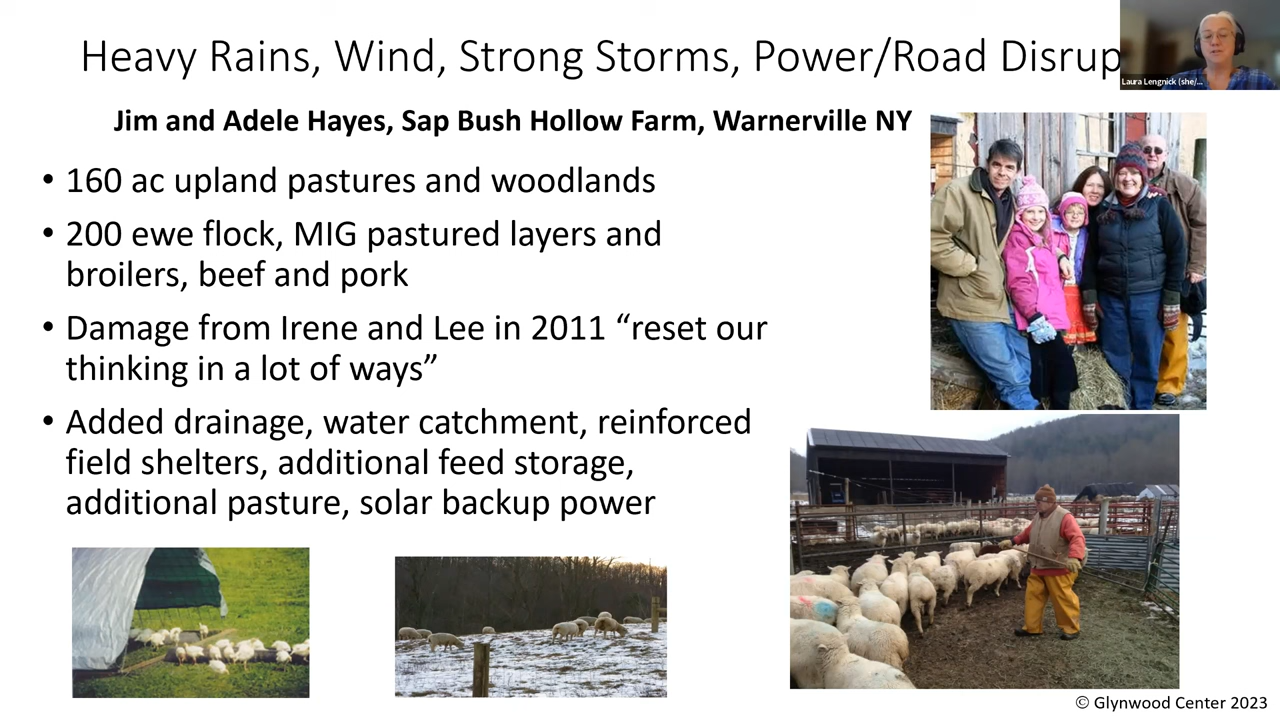 Heavy Rains, Wind, Strong Storms, Power/Road Disrup
Laura Lengnick (she/...
Jim and Adele Hayes, Sap Bush Hollow Farm, Warnerville NY
• 160 ac upland pastures and woodlands
• 200 ewe flock, MIG pastured layers and
broilers, beef and pork
• Damage from Irene and Lee in 2011 “reset our
thinking in a lot of ways”
• Added drainage, water catchment, reinforced
field shelters, additional feed storage,
additional pasture, solar backup power
© Glynwood Center 2023